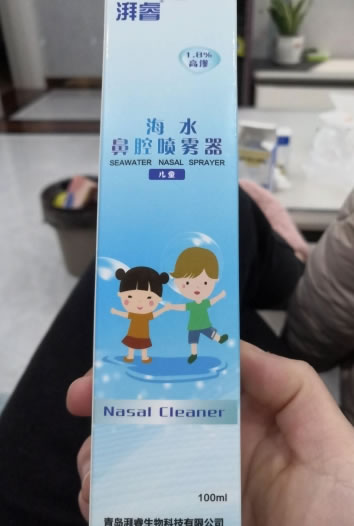 湃睿
1.8%
高渗
海水
鼻腔喷雾器
SEAWATER NASAL SPRAYER
儿童
Nasal Cleaner
100ml
青岛湃睿生物科技有限公司